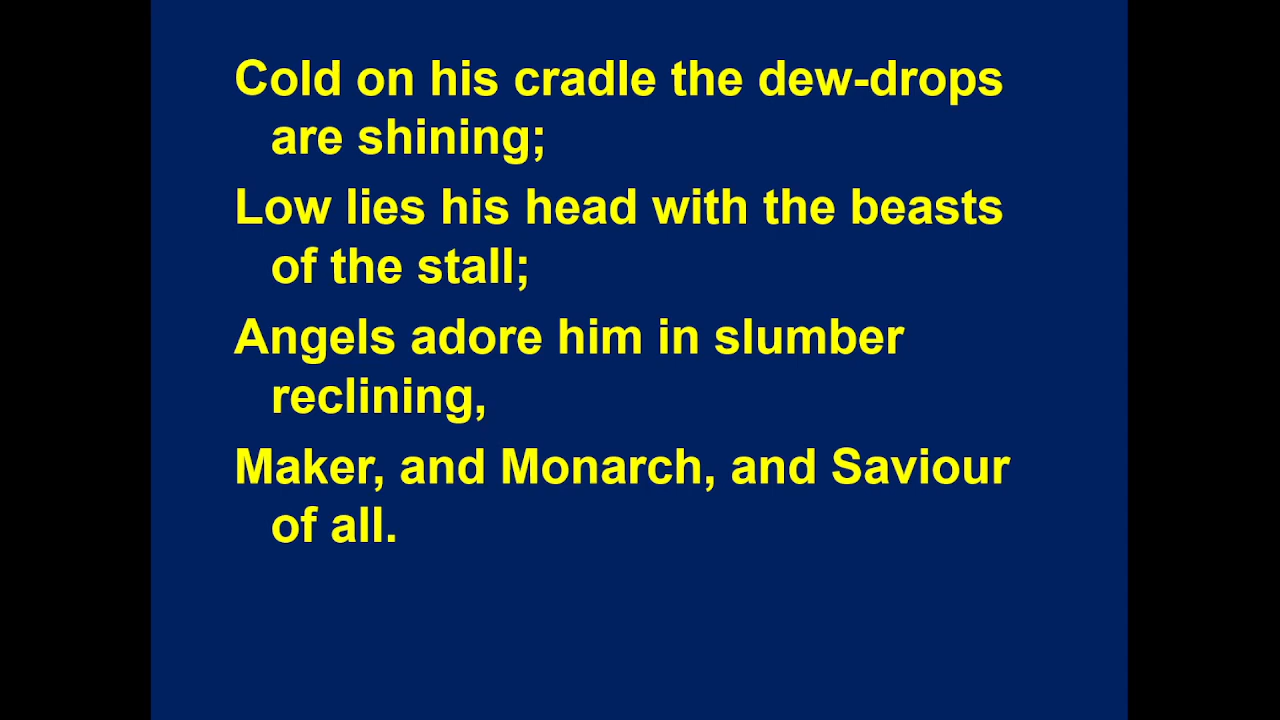 Cold on his cradle the dew-drops
are shining;
Low lies his head with the beasts
of the stall;
Angels adore him in slumber
reclining,
Maker, and Monarch, and Saviour
of all.